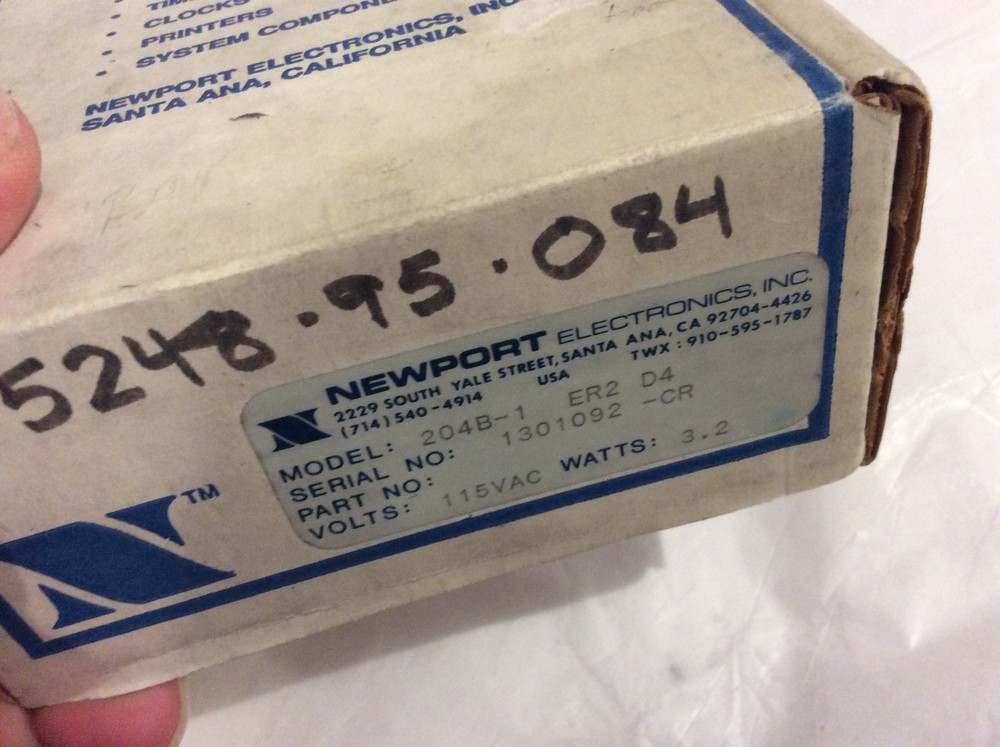 CLOCKS
PRINTERS
SYSTEM
NEWPORT ELECTRONICS, INC
SANTA ANA, CALIFORNIA
5248.95.084
NEWPORT ELECTRONICS, INC.
2229 SOUTH YALE STREET, SANTA ANA, CA 92704-4426
(714) 540-4914 USA TWX: 910-595-1787
MODEL: 204B-1 ER2 D4
SERIAL NO: 1301092 -CR
PART NO:
VOLTS: 115VAC WATTS: 3.2
TM